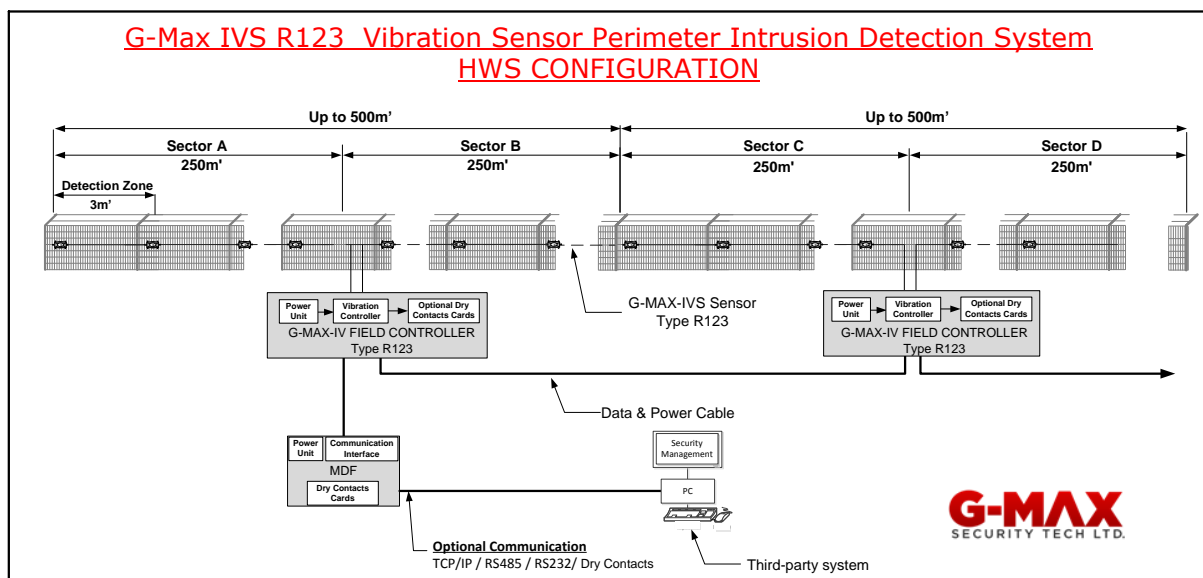 G-Max IVS R123 Vibration Sensor Perimeter Intrusion Detection System
HWS CONFIGURATION
Up to 500m'
Up to 500m'
Sector A
250m'
Sector B
250m'
Sector C
250m'
Sector D
250m'
Detection Zone
3m'
G-MAX-IVS Sensor
Type R123
Power
Unit
Vibration
Controller
Optional Dry
Contacts Cards
G-MAX-IV FIELD CONTROLLER
Type R123
Power
Unit
Vibration
Controller
Optional Dry
Contacts Cards
G-MAX-IV FIELD CONTROLLER
Type R123
Data & Power Cable
Power
Unit
Communication
Interface
MDF
Dry Contacts
Cards
Security
Management
PC
Optional Communication
TCP/IP / RS485 / RS232/ Dry Contacts
Third-party system
G-MAX
SECURITY TECH LTD.